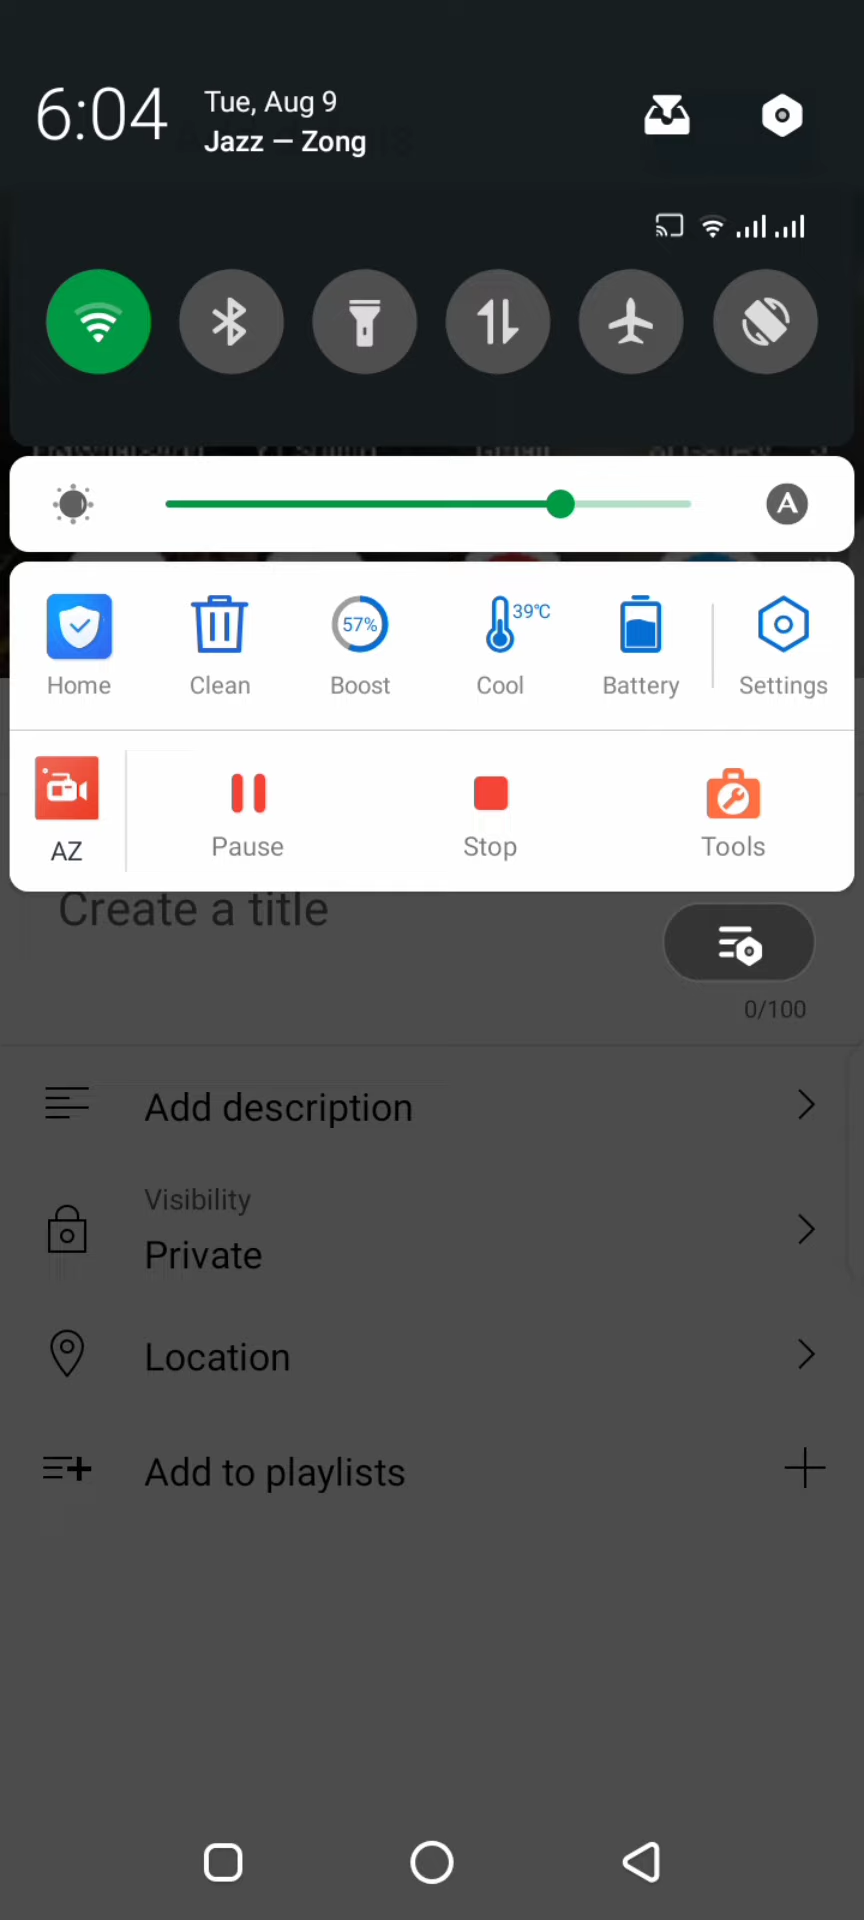 6:04
Tue, Aug 9
Jazz — Zong
A
57%
39°C
Home Clean Boost Cool Battery Settings
AZ Pause Stop Tools
Create a title
0/100
Add description
Visibility
Private
Location
Add to playlists